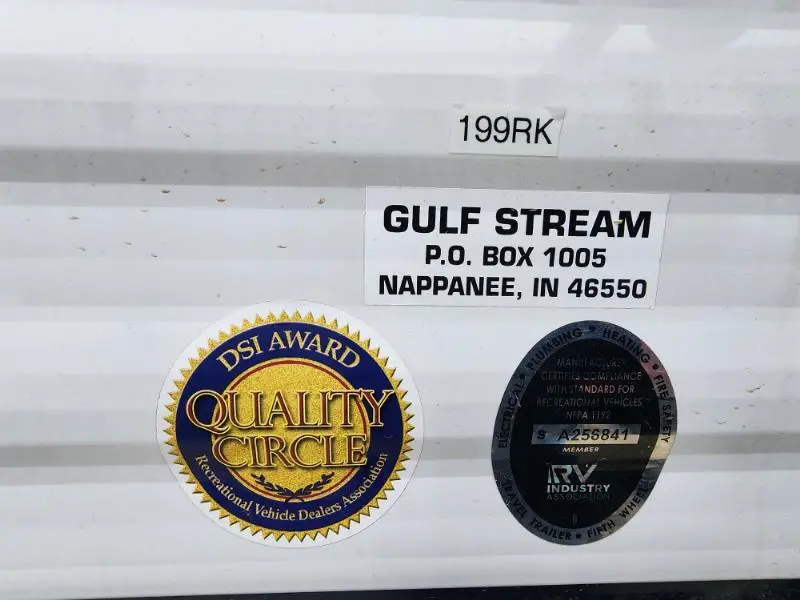 199RK
GULF STREAM
P.O. BOX 1005
NAPPANEE, IN 46550
DSI AWARD
QUALITY
CIRCLE
Recreational Vehicle Dealers Association
ELECTRICAL • PLUMBING • HEATING • FIRE SAFETY
MANUFACTURER
CERTIFIES COMPLIANCE
WITH STANDARD FOR
RECREATIONAL VEHICLES
NFPA 1192
S A256841
MEMBER
RV
INDUSTRY
ASSOCIATION
TRAVEL TRAILER • FIFTH WHEEL